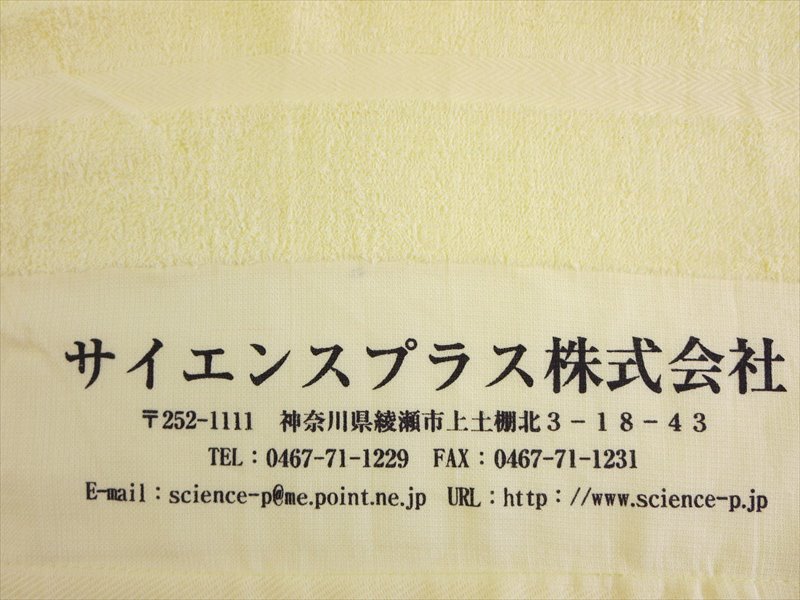 サイエンスプラス株式会社
〒252-1111　神奈川県綾瀬市上土棚北３－１８－４３
TEL：0467-71-1229　FAX：0467-71-1231
E-mail：science-p@me.point.ne.jp　URL：http：//www.science-p.jp